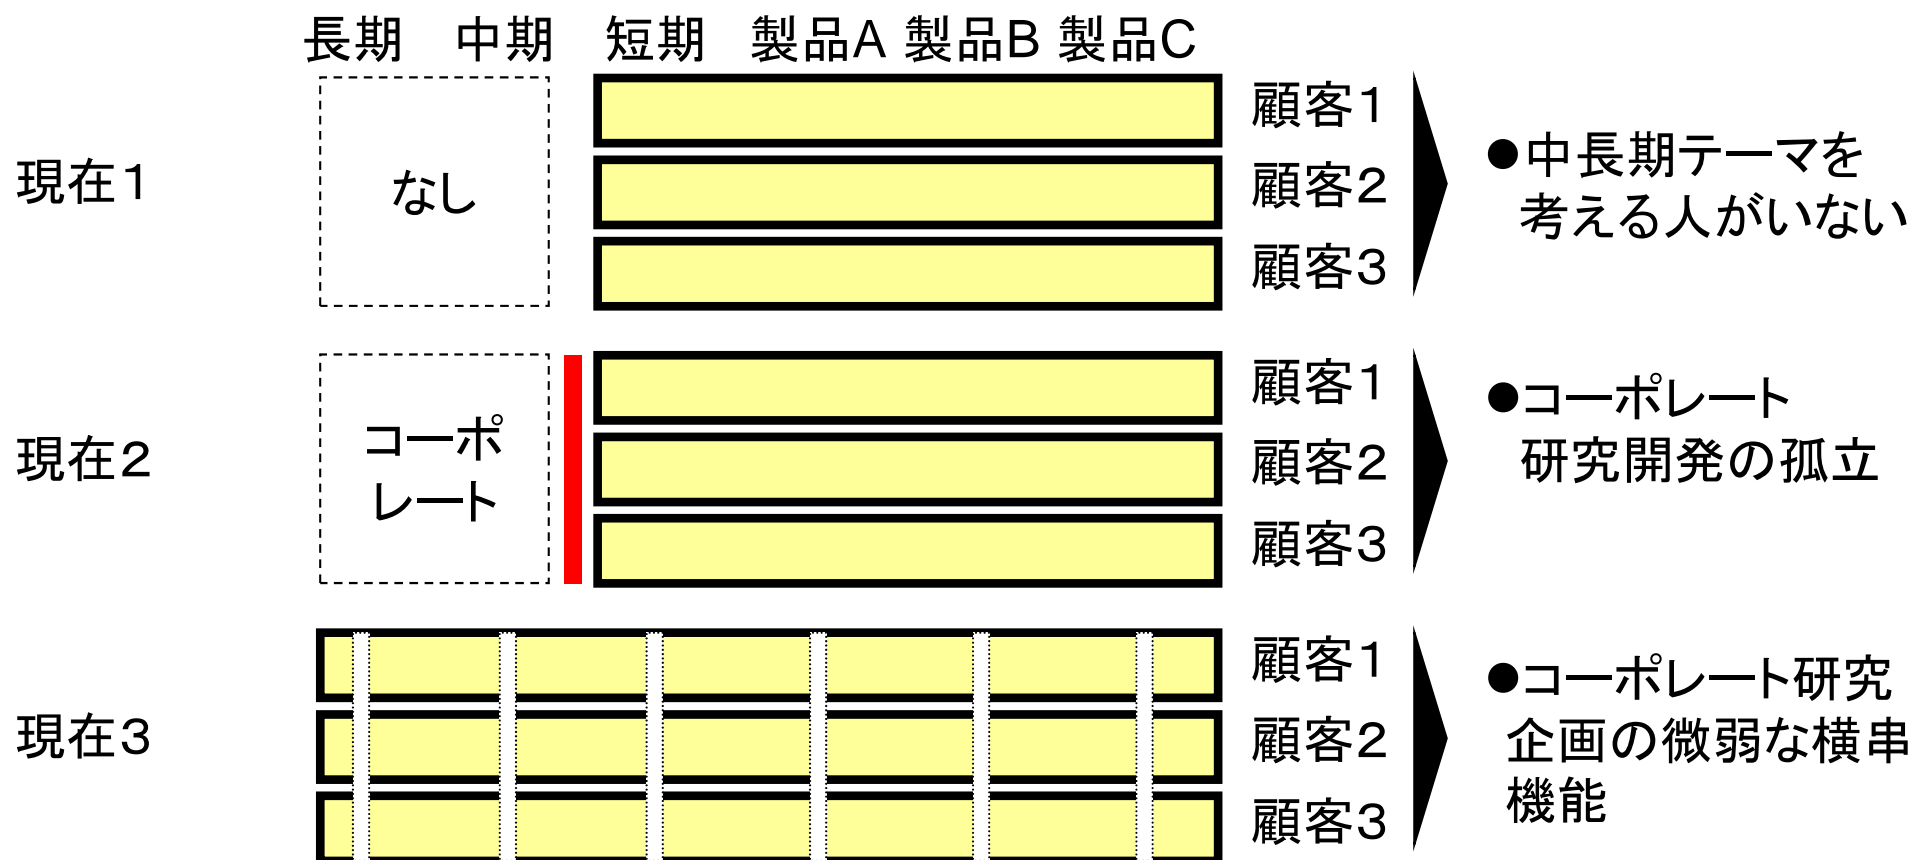 長期 中期 短期 製品A 製品B 製品C
現在1
なし
顧客1
顧客2
顧客3
●中長期テーマを
考える人がいない
現在2
コーポ
レート
顧客1
顧客2
顧客3
●コーポレート
研究開発の孤立
現在3
顧客1
顧客2
顧客3
●コーポレート研究
企画の微弱な横串
機能